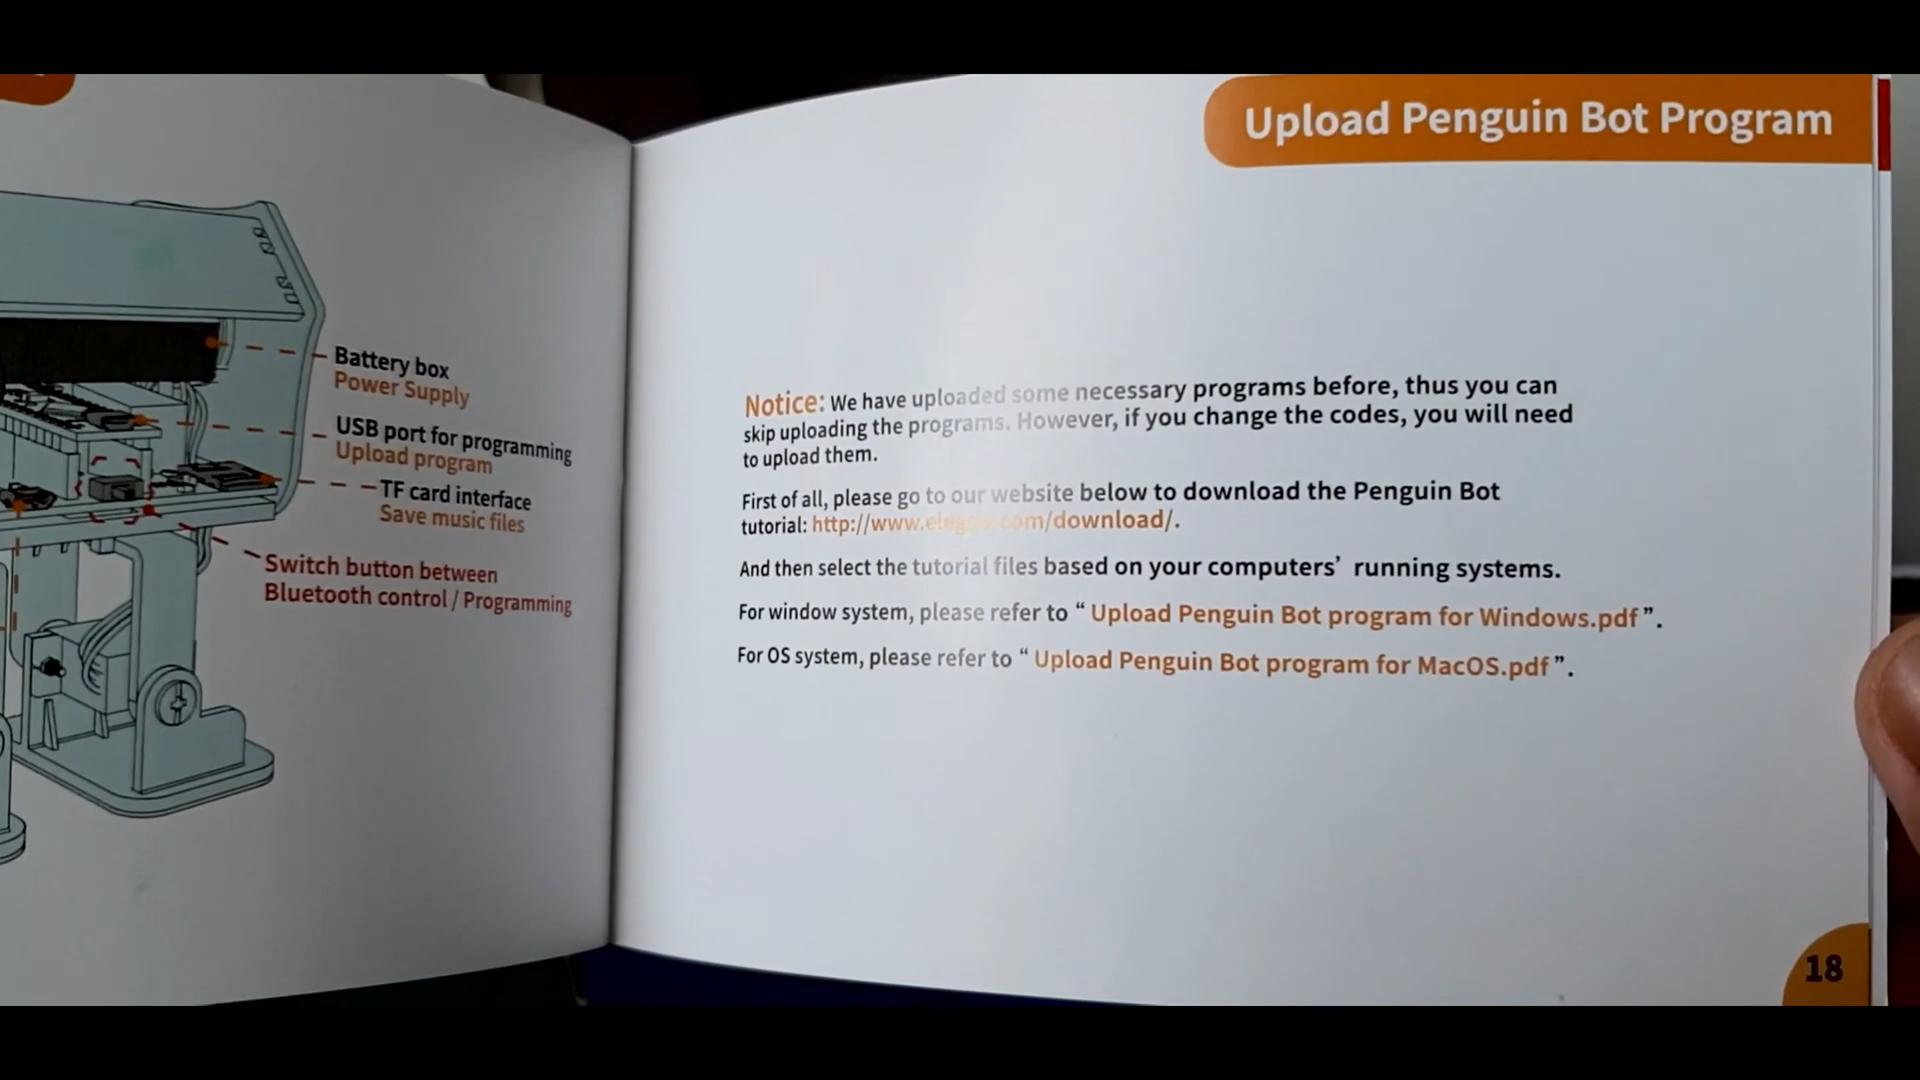 Battery box
Power Supply
USB port for programming
Upload program
TF card interface
Save music files
Switch button between
Bluetooth control / Programming
Upload Penguin Bot Program
Notice: We have uploaded some necessary programs before, thus you can
skip uploading the programs. However, if you change the codes, you will need
to upload them.
First of all, please go to our website below to download the Penguin Bot
tutorial: http://www.elegoo.com/download/.
And then select the tutorial files based on your computers’ running systems.
For window system, please refer to “ Upload Penguin Bot program for Windows.pdf ”.
For OS system, please refer to “ Upload Penguin Bot program for MacOS.pdf ”.
18